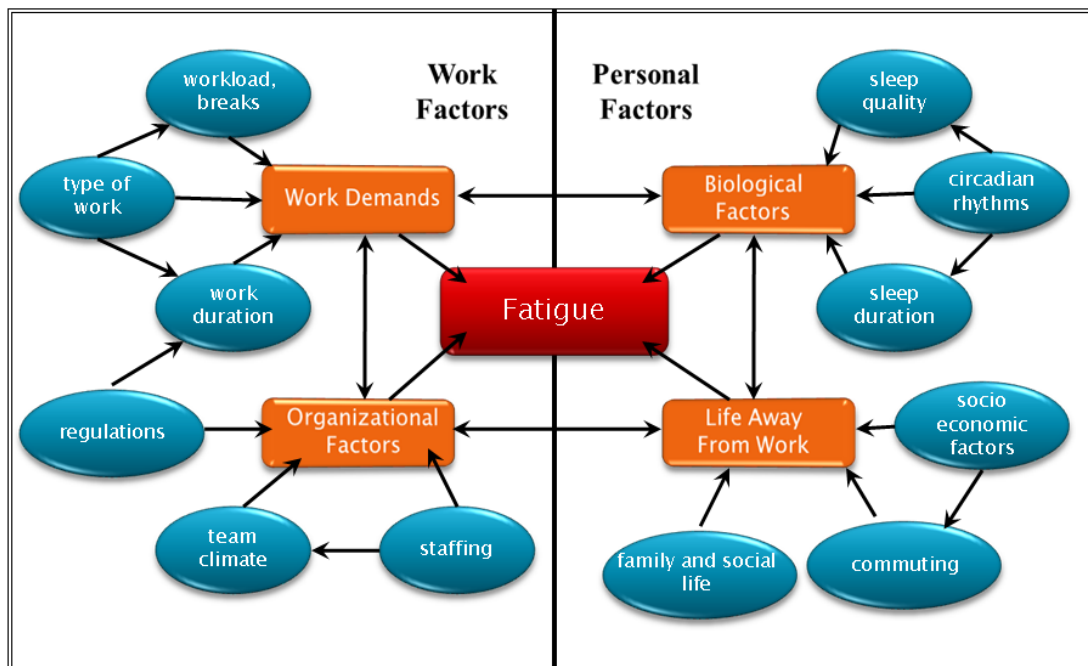 Work
Factors
Personal
Factors
workload,
breaks
type of
work
work
duration
regulations
team
climate
staffing
Work Demands
Organizational
Factors
Fatigue
Biological
Factors
Life Away
From Work
sleep
quality
circadian
rhythms
sleep
duration
socio
economic
factors
commuting
family and social
life